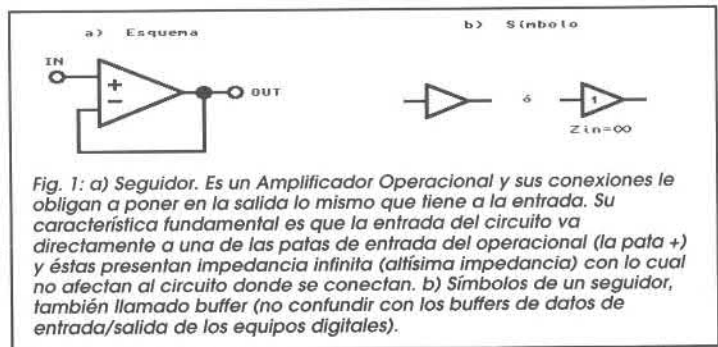 a) Esquema
b) Símbolo
IN
+
−
OUT
ó
1
Zin=∞
Fig. 1: a) Seguidor. Es un Amplificador Operacional y sus conexiones le
obligan a poner en la salida lo mismo que tiene a la entrada. Su
característica fundamental es que la entrada del circuito va
directamente a una de las patas de entrada del operacional (la pata +)
y éstas presentan impedancia infinita (altísima impedancia) con lo cual
no afectan al circuito donde se conectan. b) Símbolos de un seguidor,
también llamado buffer (no confundir con los buffers de datos de
entrada/salida de los equipos digitales).